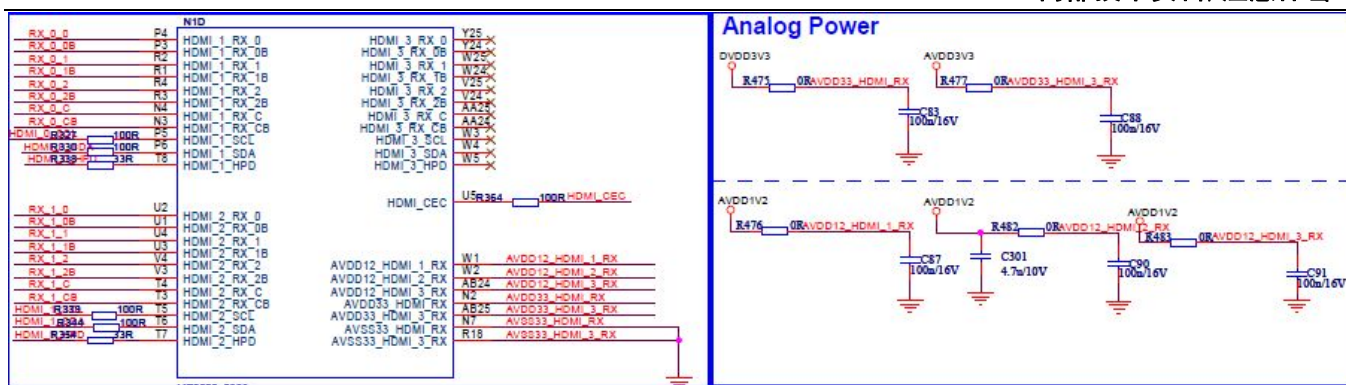 N1D
RX_0_0 P4 HDMI_1_RX_0 HDMI_3_RX_0 Y25
RX_0_0B P3 HDMI_1_RX_0B HDMI_3_RX_0B Y24
RX_0_1 R2 HDMI_1_RX_1 HDMI_3_RX_1 W25
RX_0_1B R1 HDMI_1_RX_1B HDMI_3_RX_1B W24
RX_0_2 R4 HDMI_1_RX_2 HDMI_3_RX_2 V25
RX_0_2B R3 HDMI_1_RX_2B HDMI_3_RX_2B V24
RX_0_C N4 HDMI_1_RX_C HDMI_3_RX_C AA25
RX_0_CB N3 HDMI_1_RX_CB HDMI_3_RX_CB AA24
R327 100R P5 HDMI_1_SCL HDMI_3_SCL W3
R330 100R P6 HDMI_1_SDA HDMI_3_SDA W4
R338 33R T8 HDMI_1_HPD HDMI_3_HPD W5
HDMI_CEC U5 R364 100R HDMI_CEC
RX_1_0 U2 HDMI_2_RX_0
RX_1_0B U1 HDMI_2_RX_0B
RX_1_1 U4 HDMI_2_RX_1
RX_1_1B U3 HDMI_2_RX_1B
RX_1_2 V4 HDMI_2_RX_2 AVDD12_HDMI_1_RX W1 AVDD12_HDMI_1_RX
RX_1_2B V3 HDMI_2_RX_2B AVDD12_HDMI_2_RX W2 AVDD12_HDMI_2_RX
RX_1_C T4 HDMI_2_RX_C AVDD12_HDMI_3_RX AB24 AVDD12_HDMI_3_RX
RX_1_CB T3 HDMI_2_RX_CB AVDD33_HDMI_RX N2 AVDD33_HDMI_RX
100R T5 HDMI_2_SCL AVDD33_HDMI_3_RX AB25 AVDD33_HDMI_3_RX
R344 100R T6 HDMI_2_SDA AVSS33_HDMI_RX N7 AVSS33_HDMI_RX
R354 33R T7 HDMI_2_HPD AVSS33_HDMI_3_RX R18 AVSS33_HDMI_3_RX
Analog Power
DVDD3V3 AVDD3V3
R475 0R AVDD33_HDMI_RX R477 0R AVDD33_HDMI_3_RX
C83 C88
100n/16V 100n/16V
AVDD1V2 AVDD1V2 AVDD1V2
R476 0R AVDD12_HDMI_1_RX R482 0R AVDD12_HDMI_2_RX R483 0R AVDD12_HDMI_3_RX
C87 C301 C90 C91
100n/16V 4.7u/10V 100n/16V 100n/16V